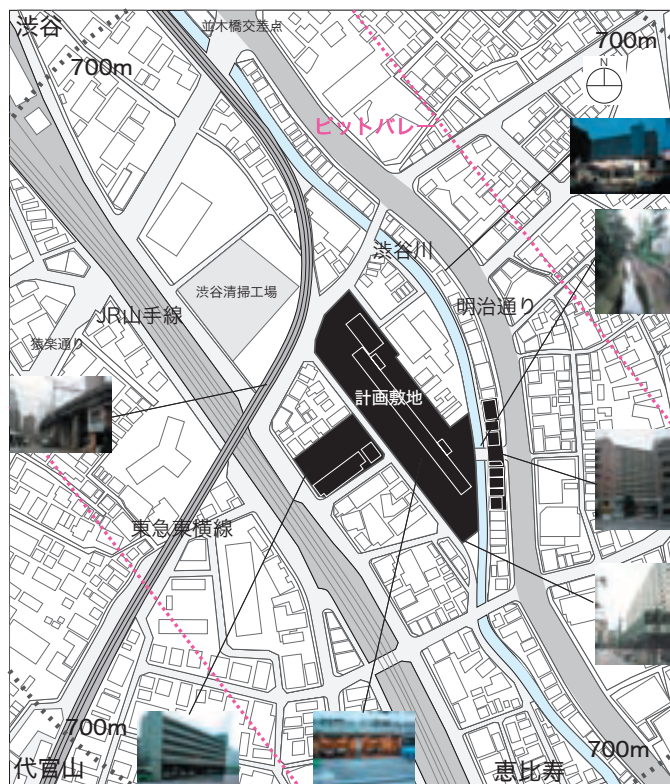 渋谷
並木橋交差点
700m
700m
N
ビットバレー
渋谷川
渋谷清掃工場
明治通り
JR山手線
猿楽通り
計画敷地
東急東横線
700m
代官山
恵比寿
700m